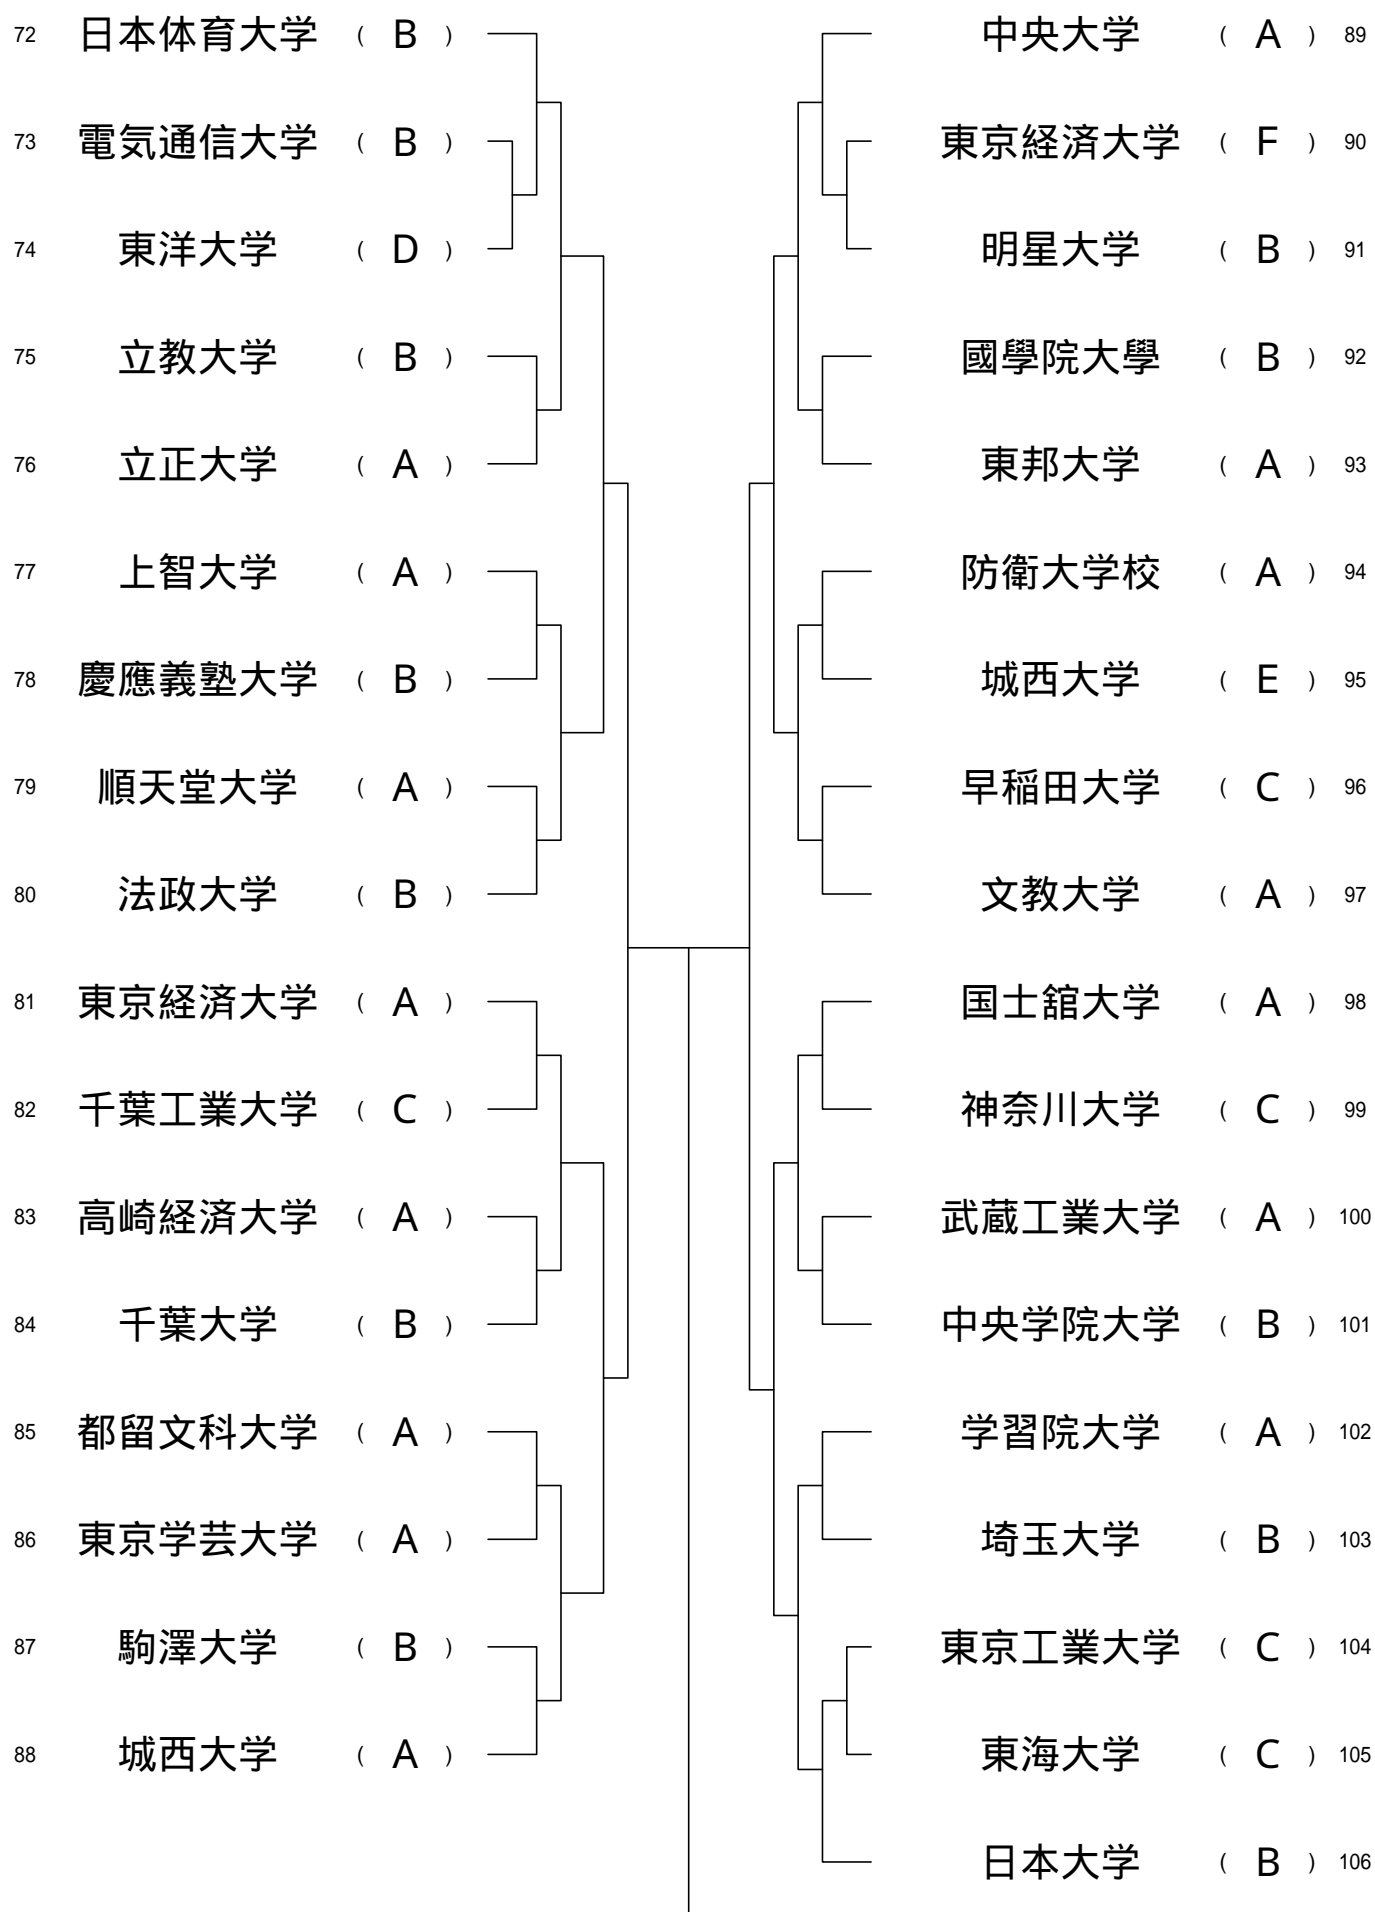 72 日本体育大学 ( B ) 中央大学 ( A ) 89
73 電気通信大学 ( B ) 東京経済大学 ( F ) 90
74 東洋大学 ( D ) 明星大学 ( B ) 91
75 立教大学 ( B ) 國學院大學 ( B ) 92
76 立正大学 ( A ) 東邦大学 ( A ) 93
77 上智大学 ( A ) 防衛大学校 ( A ) 94
78 慶應義塾大学 ( B ) 城西大学 ( E ) 95
79 順天堂大学 ( A ) 早稲田大学 ( C ) 96
80 法政大学 ( B ) 文教大学 ( A ) 97
81 東京経済大学 ( A ) 国士舘大学 ( A ) 98
82 千葉工業大学 ( C ) 神奈川大学 ( C ) 99
83 高崎経済大学 ( A ) 武蔵工業大学 ( A ) 100
84 千葉大学 ( B ) 中央学院大学 ( B ) 101
85 都留文科大学 ( A ) 学習院大学 ( A ) 102
86 東京学芸大学 ( A ) 埼玉大学 ( B ) 103
87 駒澤大学 ( B ) 東京工業大学 ( C ) 104
88 城西大学 ( A ) 東海大学 ( C ) 105
日本大学 ( B ) 106